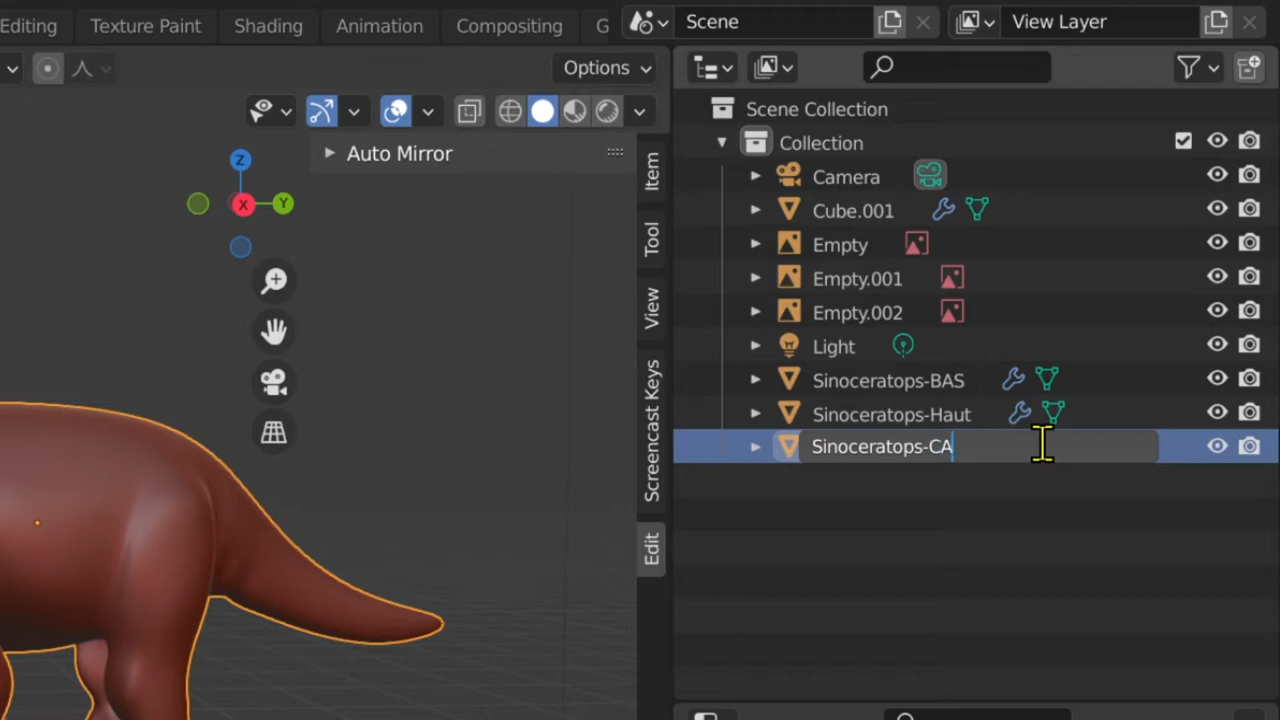 Editing Texture Paint Shading Animation Compositing G Scene View Layer
Options
Auto Mirror
Z
X Y
Item
Tool
View
Screencast Keys
Edit
Scene Collection
Collection
Camera
Cube.001
Empty
Empty.001
Empty.002
Light
Sinoceratops-BAS
Sinoceratops-Haut
Sinoceratops-CA